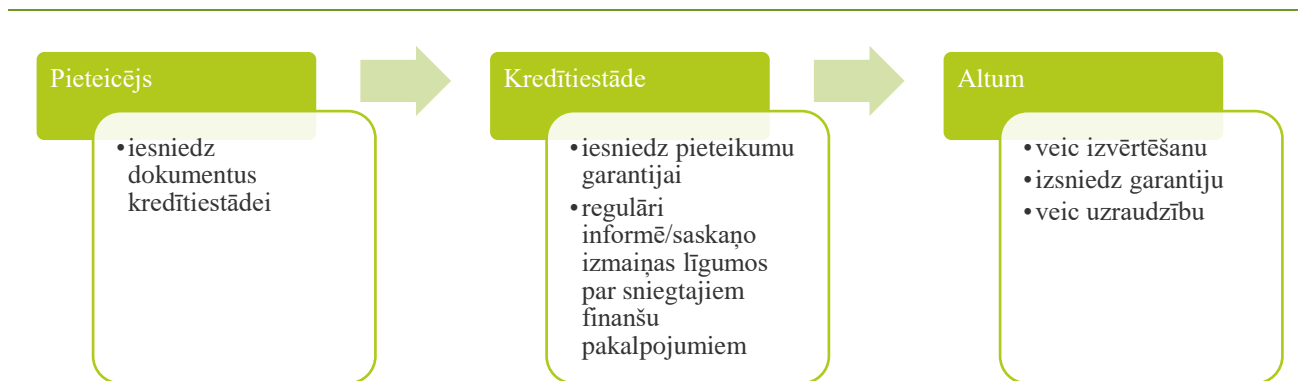 Pieteicējs
•iesniedz
dokumentus
kredītiestādei
Kredītiestāde
•iesniedz pieteikumu
garantijai
•regulāri
informē/saskaņo
izmaiņas līgumos
par sniegtajiem
finanšu
pakalpojumiem
Altum
•veic izvērtēšanu
•izsniedz garantiju
•veic uzraudzību